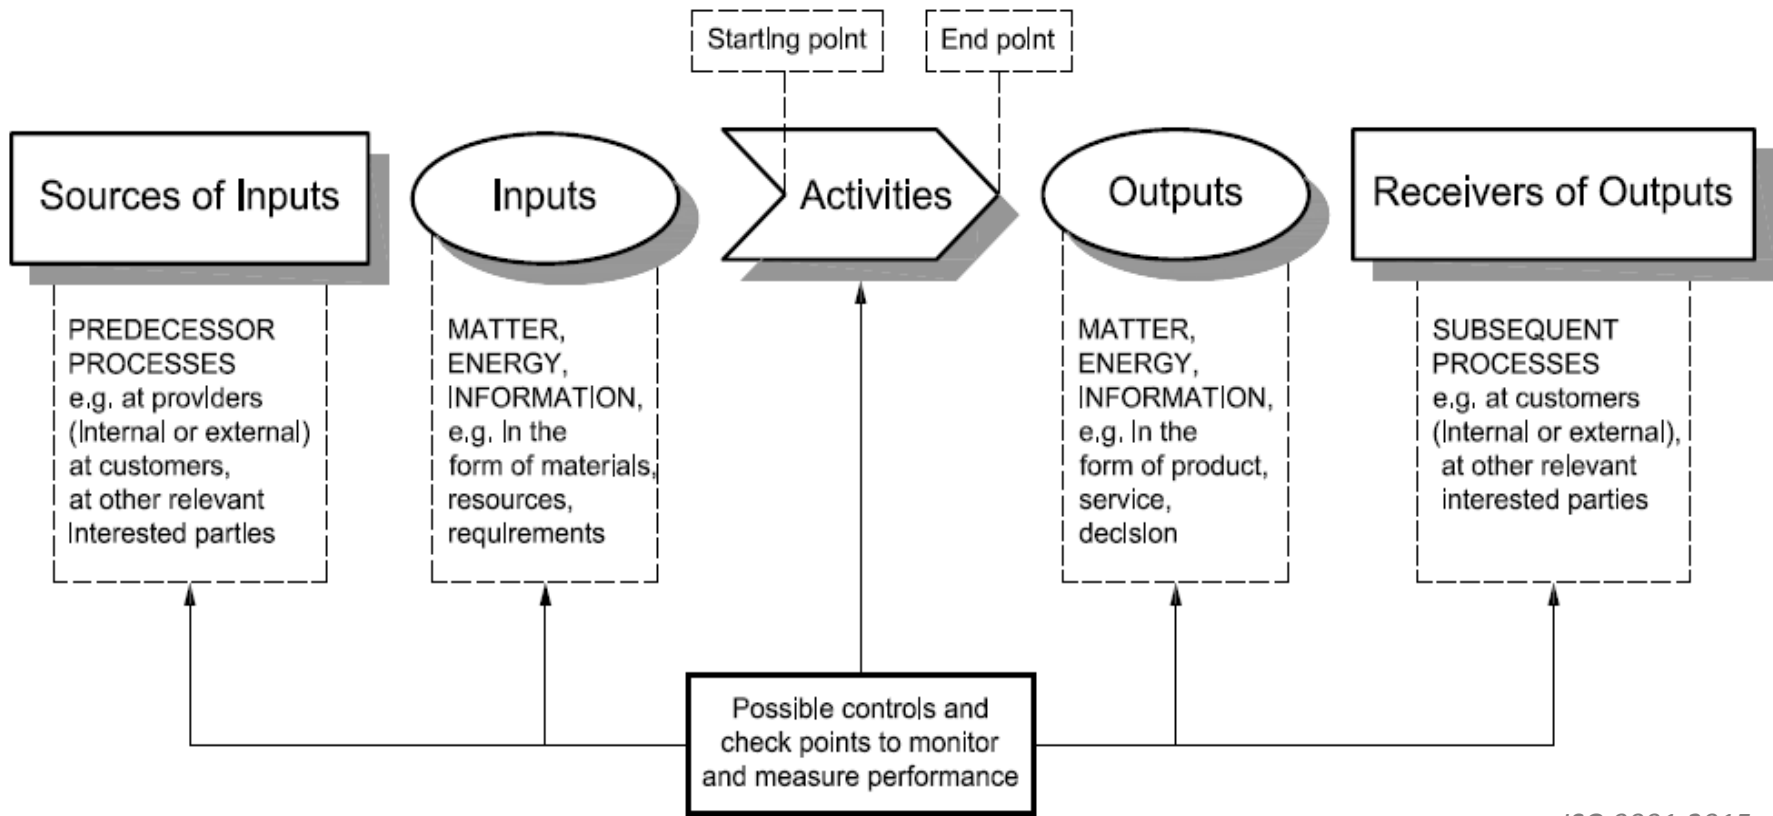 Starting point
End point
Sources of Inputs
Inputs
Activities
Outputs
Receivers of Outputs
PREDECESSOR
PROCESSES
e.g. at providers
(internal or external)
at customers,
at other relevant
interested parties
MATTER,
ENERGY,
INFORMATION,
e.g. in the
form of materials,
resources,
requirements
MATTER,
ENERGY,
INFORMATION,
e.g. in the
form of product,
service,
decision
SUBSEQUENT
PROCESSES
e.g. at customers
(internal or external),
at other relevant
interested parties
Possible controls and
check points to monitor
and measure performance